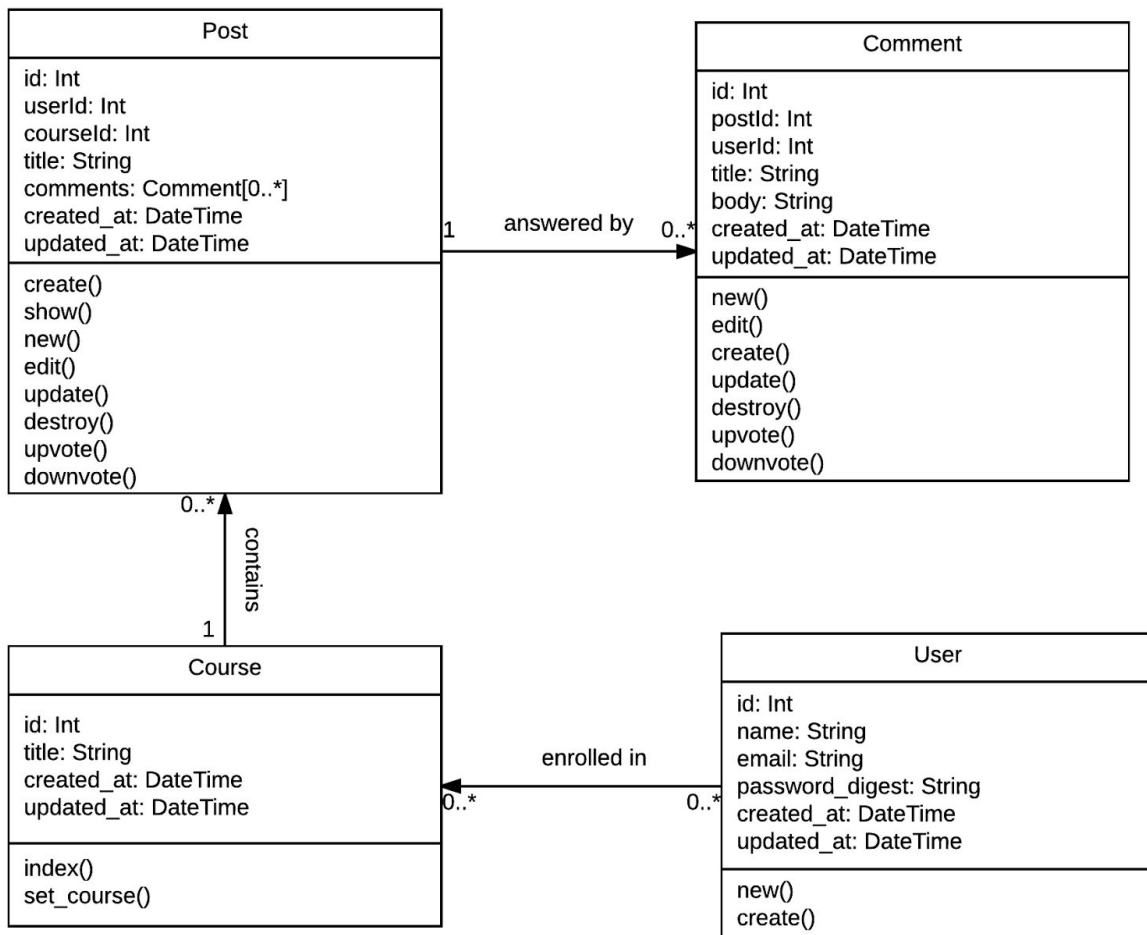 Post
id: Int
userId: Int
courseId: Int
title: String
comments: Comment[0..*]
created_at: DateTime
updated_at: DateTime
create()
show()
new()
edit()
update()
destroy()
upvote()
downvote()
1
answered by
0..*
Comment
id: Int
postId: Int
userId: Int
title: String
body: String
created_at: DateTime
updated_at: DateTime
new()
edit()
create()
update()
destroy()
upvote()
downvote()
0..*
contains
1
Course
id: Int
title: String
created_at: DateTime
updated_at: DateTime
index()
set_course()
enrolled in
0..*
0..*
User
id: Int
name: String
email: String
password_digest: String
created_at: DateTime
updated_at: DateTime
new()
create()